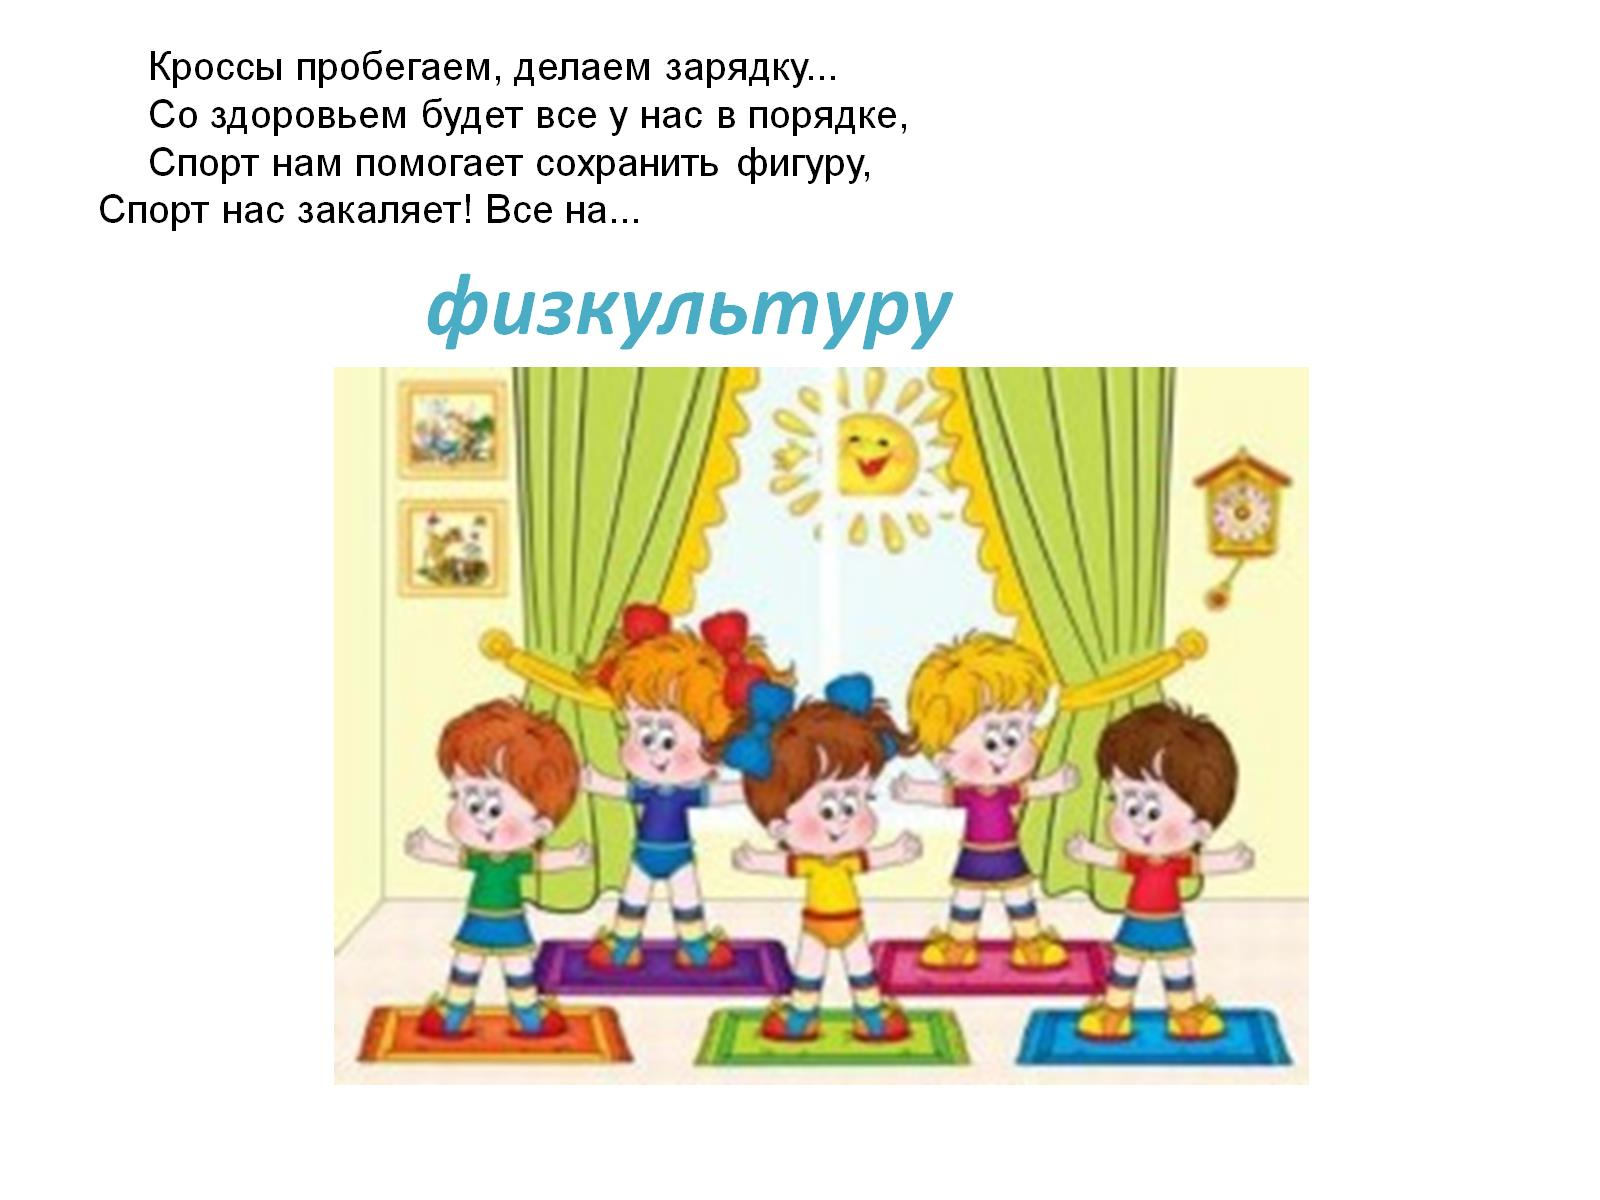 Кроссы пробегаем, делаем зарядку...
Со здоровьем будет все у нас в порядке,
Спорт нам помогает сохранить фигуру,
Спорт нас закаляет! Все на...
физкультуру